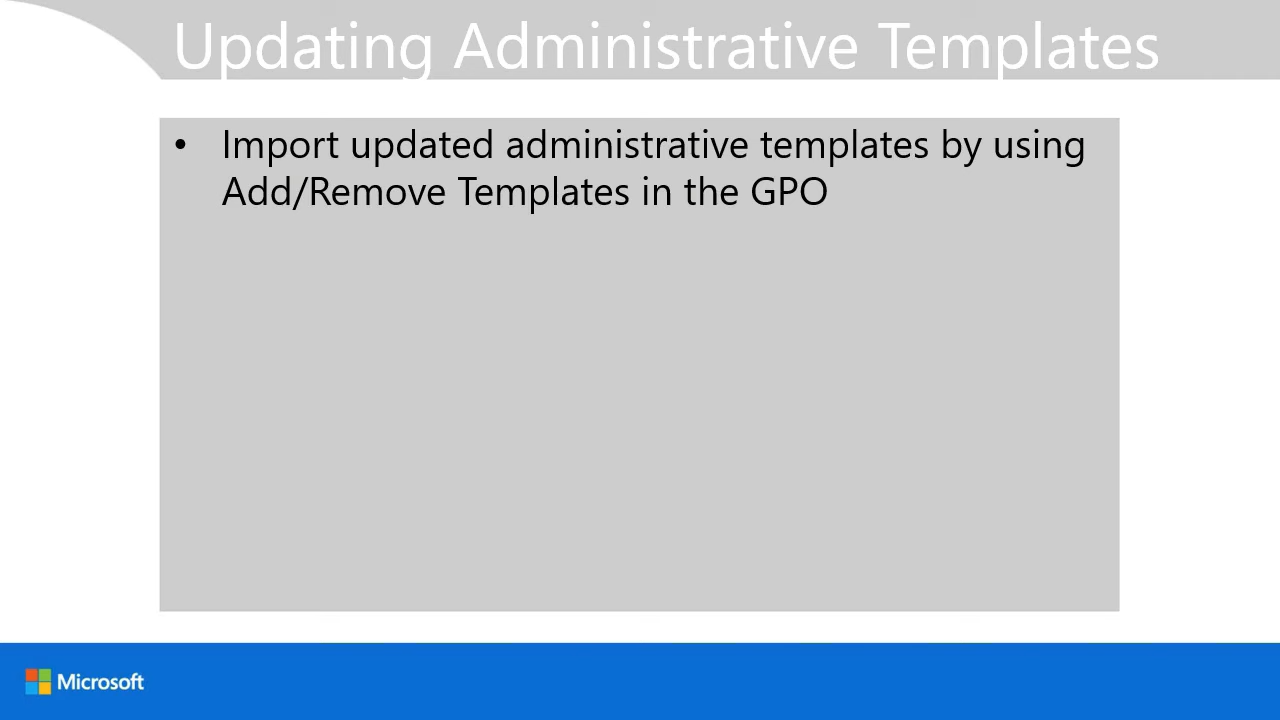 Updating Administrative Templates
• Import updated administrative templates by using
Add/Remove Templates in the GPO
Microsoft